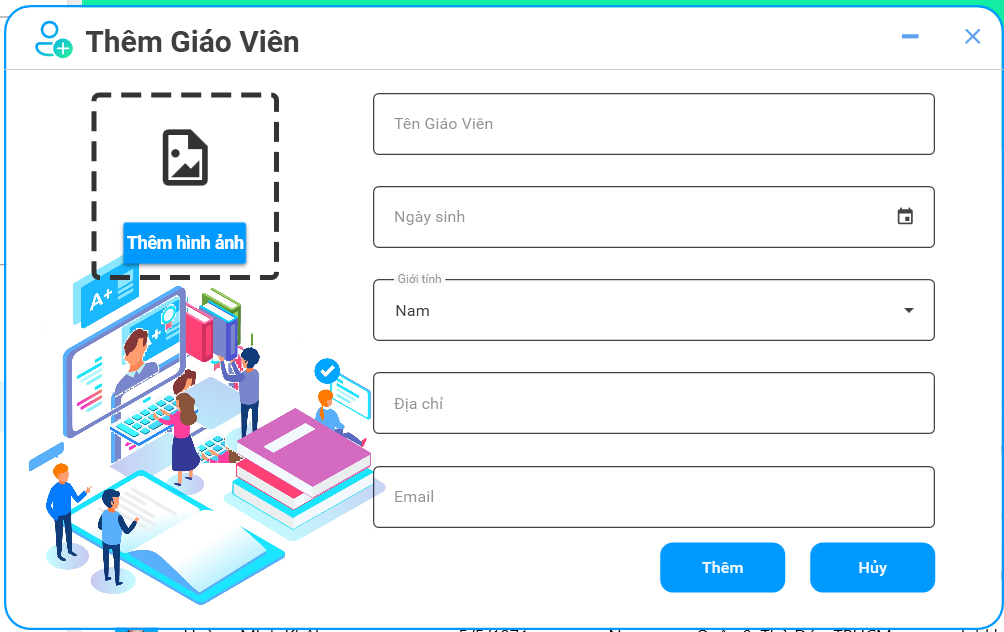 Thêm Giáo Viên
Tên Giáo Viên
Thêm hình ảnh
Ngày sinh
A+
Giới tính
Nam
Địa chỉ
Email
Thêm
Hủy